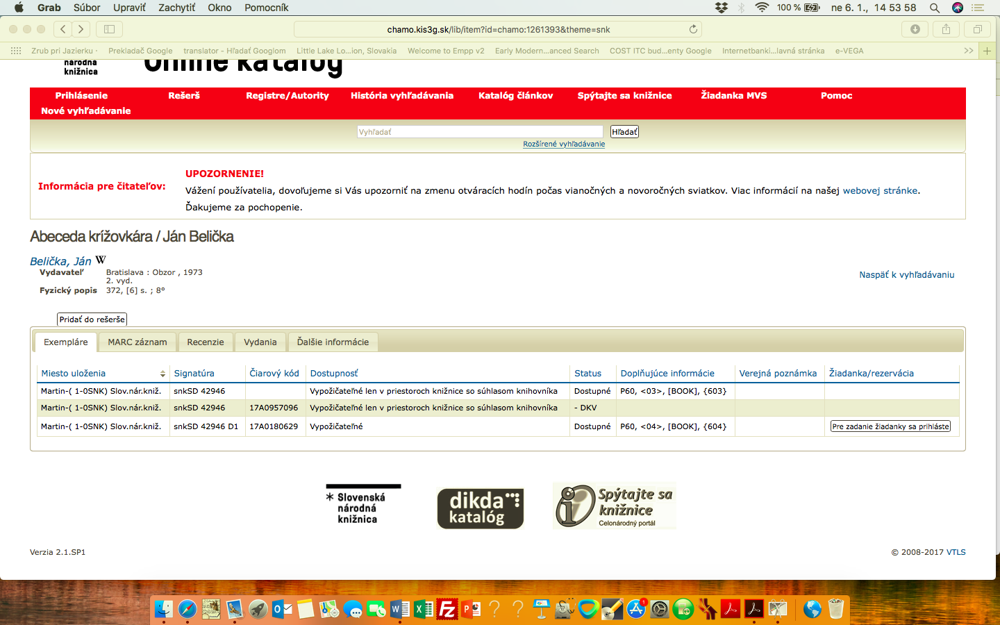 Grab Súbor Upraviť Zachytiť Okno Pomocník 100 % ne 6. 1., 14 53 58
chamo.kis3g.sk/lib/item?id=chamo:1261393&theme=snk
Zrub pri Jazierku · Prekladač Google translator - Hľadať Googlom Little Lake Lo...ion, Slovakia Welcome to Empp v2 Early Modern...anced Search COST ITC bud...enty Google Internetbanki...lavná stránka e-VEGA >> +
národná
knižnica
Online katalóg
Prihlásenie Rešerš Registre/Autority História vyhľadávania Katalóg článkov Spýtajte sa knižnice Žiadanka MVS Pomoc
Nové vyhľadávanie
Vyhľadať Hľadať
Rozšírené vyhľadávanie
Informácia pre čitateľov:
UPOZORNENIE!
Vážení používatelia, dovoľujeme si Vás upozorniť na zmenu otváracích hodín počas vianočných a novoročných sviatkov. Viac informácií na našej webovej stránke.
Ďakujeme za pochopenie.
Abeceda krížovkára / Ján Belička
Belička, Ján W
Vydavateľ Bratislava : Obzor , 1973
2. vyd.
Fyzický popis 372, [6] s. ; 8°
Naspäť k vyhľadávaniu
Pridať do rešerše
Exempláre MARC záznam Recenzie Vydania Ďalšie informácie
Miesto uloženia Signatúra Čiarový kód Dostupnosť Status Doplňujúce informácie Verejná poznámka Žiadanka/rezervácia
Martin-( 1-0SNK) Slov.nár.kniž. snkSD 42946 Vypožičateľné len v priestoroch knižnice so súhlasom knihovníka Dostupné P60, <03>, [BOOK], {603}
Martin-( 1-0SNK) Slov.nár.kniž. snkSD 42946 17A0957096 Vypožičateľné len v priestoroch knižnice so súhlasom knihovníka - DKV
Martin-( 1-0SNK) Slov.nár.kniž. snkSD 42946 D1 17A0180629 Vypožičateľné Dostupné P60, <04>, [BOOK], {604} Pre zadanie žiadanky sa prihláste
* Slovenská
národná
knižnica
dikda
katalóg
i Spýtajte sa
knižnice
Celonárodný portál
Verzia 2.1.SP1
© 2008-2017 VTLS